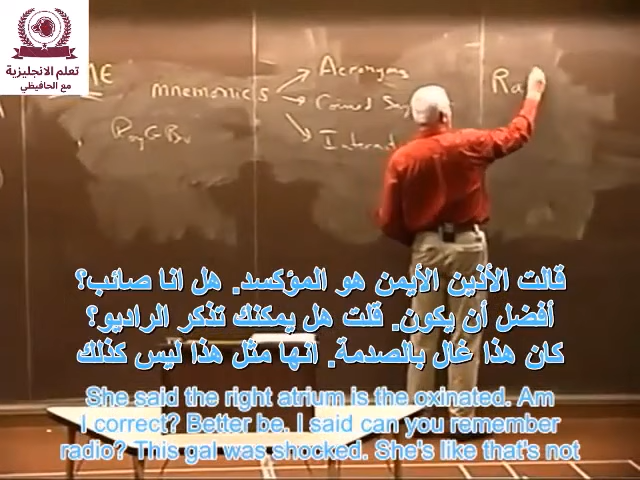 تعلم الانجليزية
مع الحافيظي
ME
mnemonics
Acronyms
Coined
Ra
RoyGBiv
قالت الأذين الأيمن هو المؤكسد. هل انا صائب؟
أفضل أن يكون. قلت هل يمكنك تذكر الراديو؟
كان هذا غال بالصدمة. انها مثل هذا ليس كذلك
She said the right atrium is the oxinated. Am
I correct? Better be. I said can you remember
radio? This gal was shocked. She's like that's not